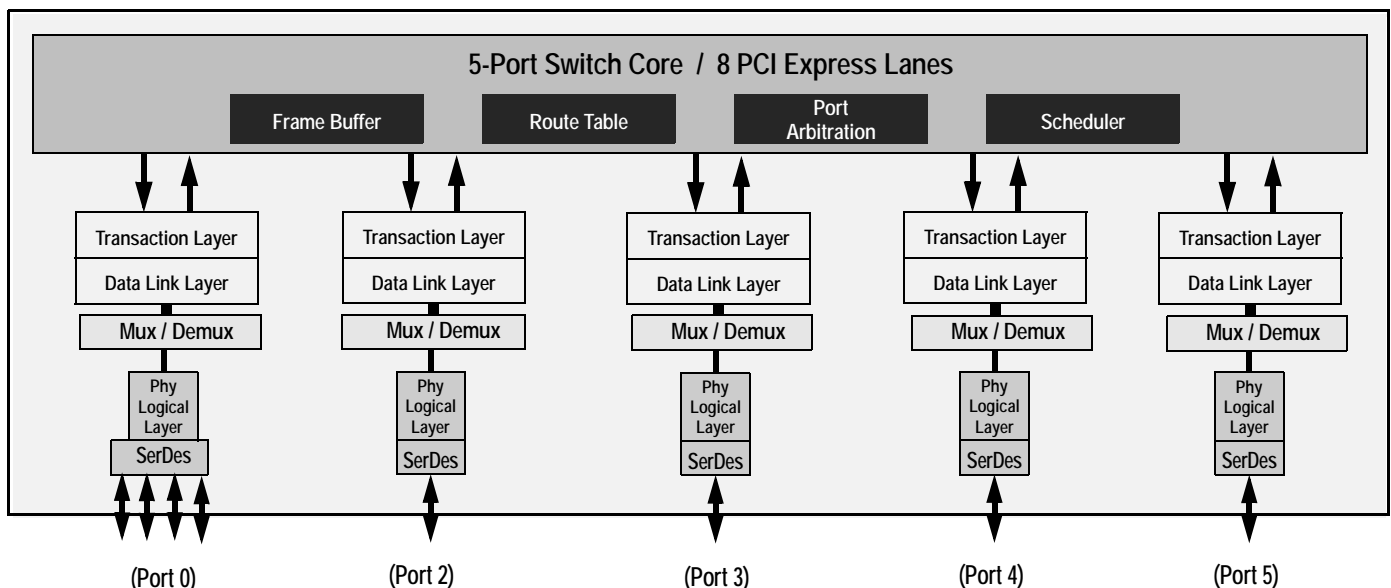 5-Port Switch Core / 8 PCI Express Lanes
Frame Buffer
Route Table
Port
Arbitration
Scheduler
Transaction Layer
Transaction Layer
Transaction Layer
Transaction Layer
Transaction Layer
Data Link Layer
Data Link Layer
Data Link Layer
Data Link Layer
Data Link Layer
Mux / Demux
Mux / Demux
Mux / Demux
Mux / Demux
Mux / Demux
Phy
Logical
Layer
Phy
Logical
Layer
Phy
Logical
Layer
Phy
Logical
Layer
Phy
Logical
Layer
SerDes
SerDes
SerDes
SerDes
SerDes
(Port 0)
(Port 2)
(Port 3)
(Port 4)
(Port 5)